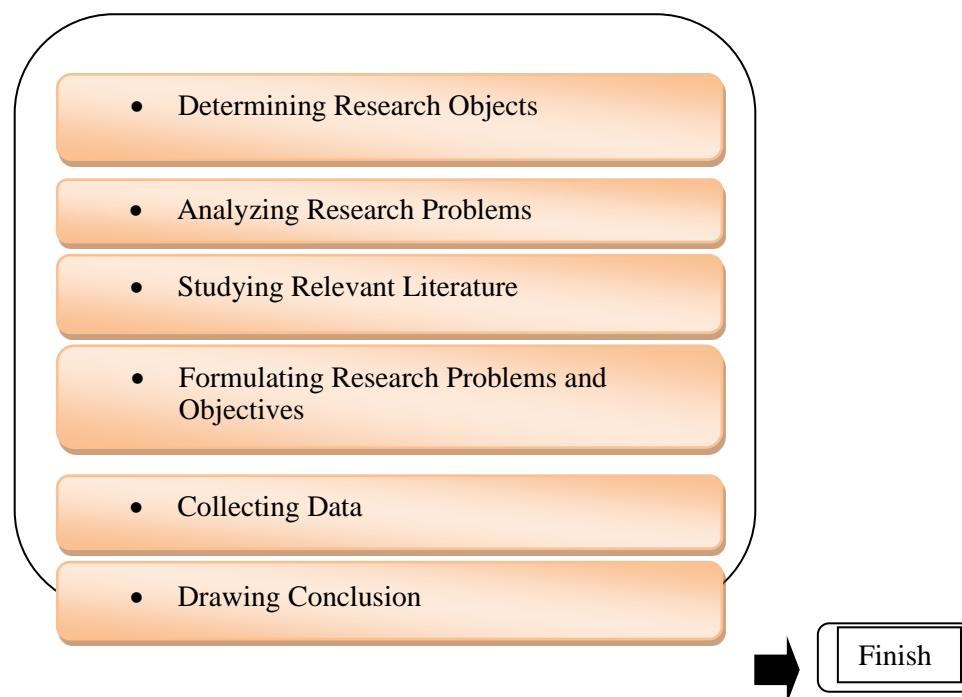 • Determining Research Objects
• Analyzing Research Problems
• Studying Relevant Literature
• Formulating Research Problems and
Objectives
• Collecting Data
• Drawing Conclusion
Finish